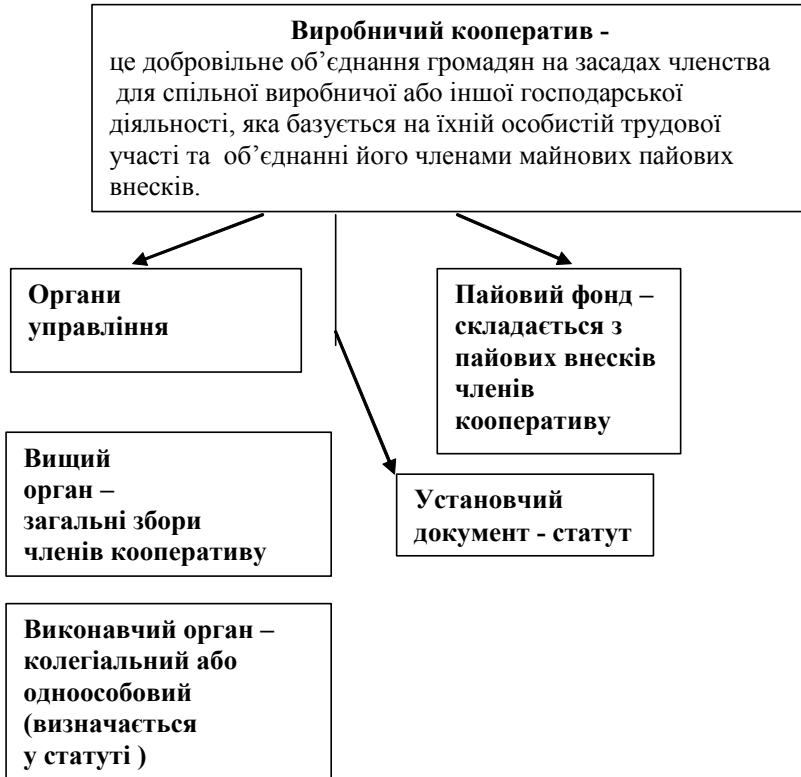 Виробничий кооператив -
це добровільне об’єднання громадян на засадах членства
для спільної виробничої або іншої господарської
діяльності, яка базується на їхній особистій трудової
участі та об’єднанні його членами майнових пайових
внесків.
Органи
управління
Пайовий фонд –
складається з
пайових внесків
членів
кооперативу
Вищий
орган –
загальні збори
членів кооперативу
Установчий
документ - статут
Виконавчий орган –
колегіальний або
одноособовий
(визначається
у статуті )